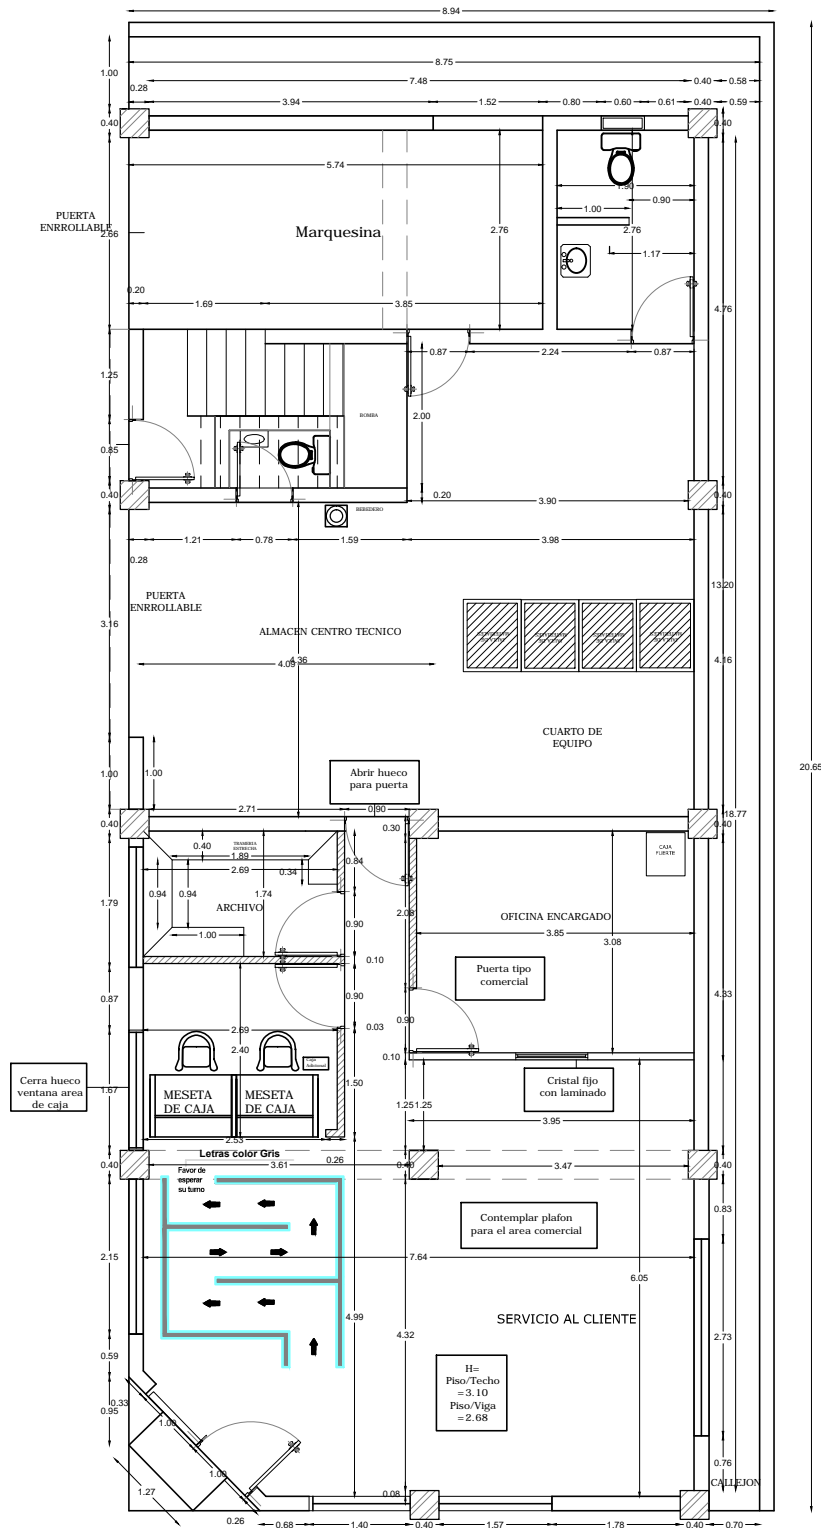 8.94
8.75
1.00
7.48
0.40
0.58
0.28
3.94
1.52
0.80
0.60
0.61
0.40
0.59
0.40
0.40
5.74
1.90
0.90
1.00
PUERTA
ENRROLLABLE
2.66
Marquesina
2.76
2.76
1.17
0.20
1.69
3.85
4.76
0.87
2.24
0.87
1.25
2.00
BOMBA
0.85
0.40
0.20
3.90
0.40
BEBEDERO
1.21
0.78
1.59
3.98
0.28
13.20
PUERTA
ENRROLLABLE
3.16
ALMACEN CENTRO TECNICO
4.36
4.09
4.16
CUARTO DE
EQUIPO
20.65
1.00
1.00
Abrir hueco
para puerta
2.71
0.90
18.77
0.40
0.30
0.40
0.40
1.89
0.84
CAJA
FUERTE
2.69
0.34
1.79
0.94
0.94
1.74
ARCHIVO
0.90
2.08
OFICINA ENCARGADO
3.85
3.08
1.00
0.10
Puerta tipo
comercial
0.87
0.90
0.90
4.33
2.69
0.03
2.40
0.10
Caja
Adicional
Cerra hueco
ventana area
de caja
1.67
MESETA
DE CAJA
MESETA
DE CAJA
1.50
1.25
1.25
Cristal fijo
con laminado
3.95
2.53
Letras color Gris
0.40
3.61
0.26
0.40
3.47
0.40
Favor de
esperar
su turno
0.83
Contemplar plafon
para el area comercial
2.15
7.64
6.05
4.99
4.32
SERVICIO AL CLIENTE
2.73
0.59
H=
Piso/Techo
=3.10
Piso/Viga
=2.68
0.33
0.95
1.00
1.00
0.76
CALLEJON
1.27
0.08
0.26
0.68
1.40
0.40
1.57
1.78
0.40
0.70